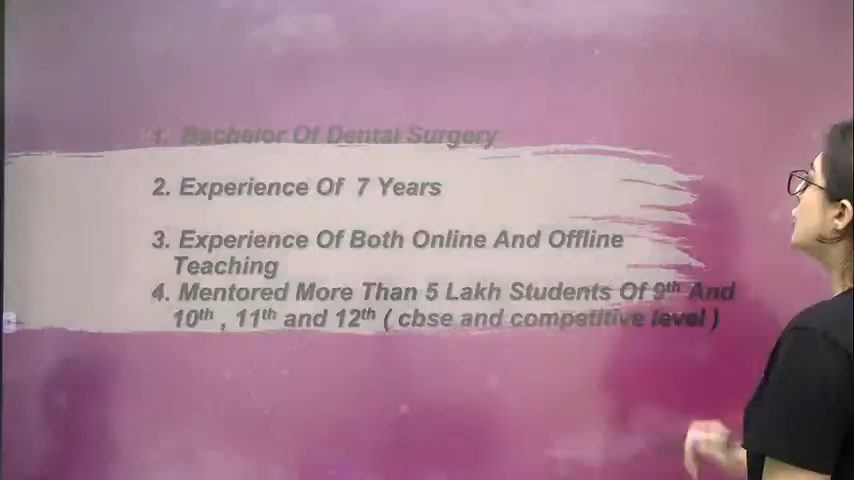 1. Bachelor Of Dental Surgery
2. Experience Of 7 Years
3. Experience Of Both Online And Offline
Teaching
4. Mentored More Than 5 Lakh Students Of 9th And
10th , 11th and 12th ( cbse and competitive level )